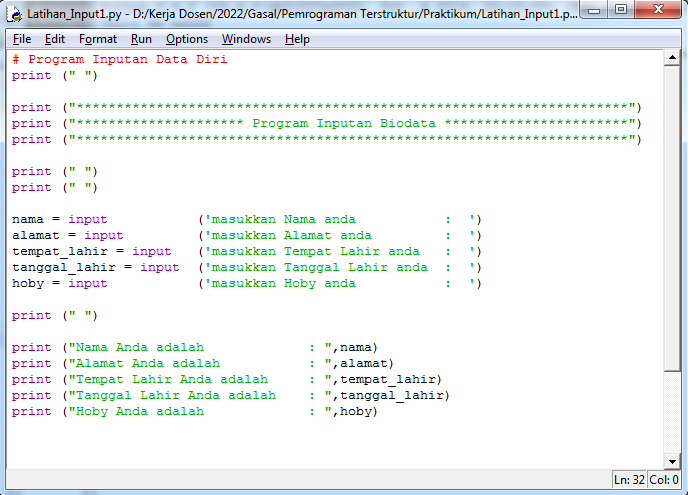 Latihan_Input1.py - D:/Kerja Dosen/2022/Gasal/Pemrograman Terstruktur/Praktikum/Latihan_Input1.p...
File Edit Format Run Options Windows Help
# Program Inputan Data Diri
print (" ")
print ("*********************************************************************")
print ("********************* Program Inputan Biodata ***********************")
print ("*********************************************************************")
print (" ")
print (" ")
nama = input           ('masukkan Nama anda           :  ')
alamat = input         ('masukkan Alamat anda         :  ')
tempat_lahir = input   ('masukkan Tempat Lahir anda   :  ')
tanggal_lahir = input  ('masukkan Tanggal Lahir anda  :  ')
hoby = input           ('masukkan Hoby anda           :  ')
print (" ")
print ("Nama Anda adalah             : ",nama)
print ("Alamat Anda adalah           : ",alamat)
print ("Tempat Lahir Anda adalah     : ",tempat_lahir)
print ("Tanggal Lahir Anda adalah    : ",tanggal_lahir)
print ("Hoby Anda adalah             : ",hoby)
Ln: 32 Col: 0